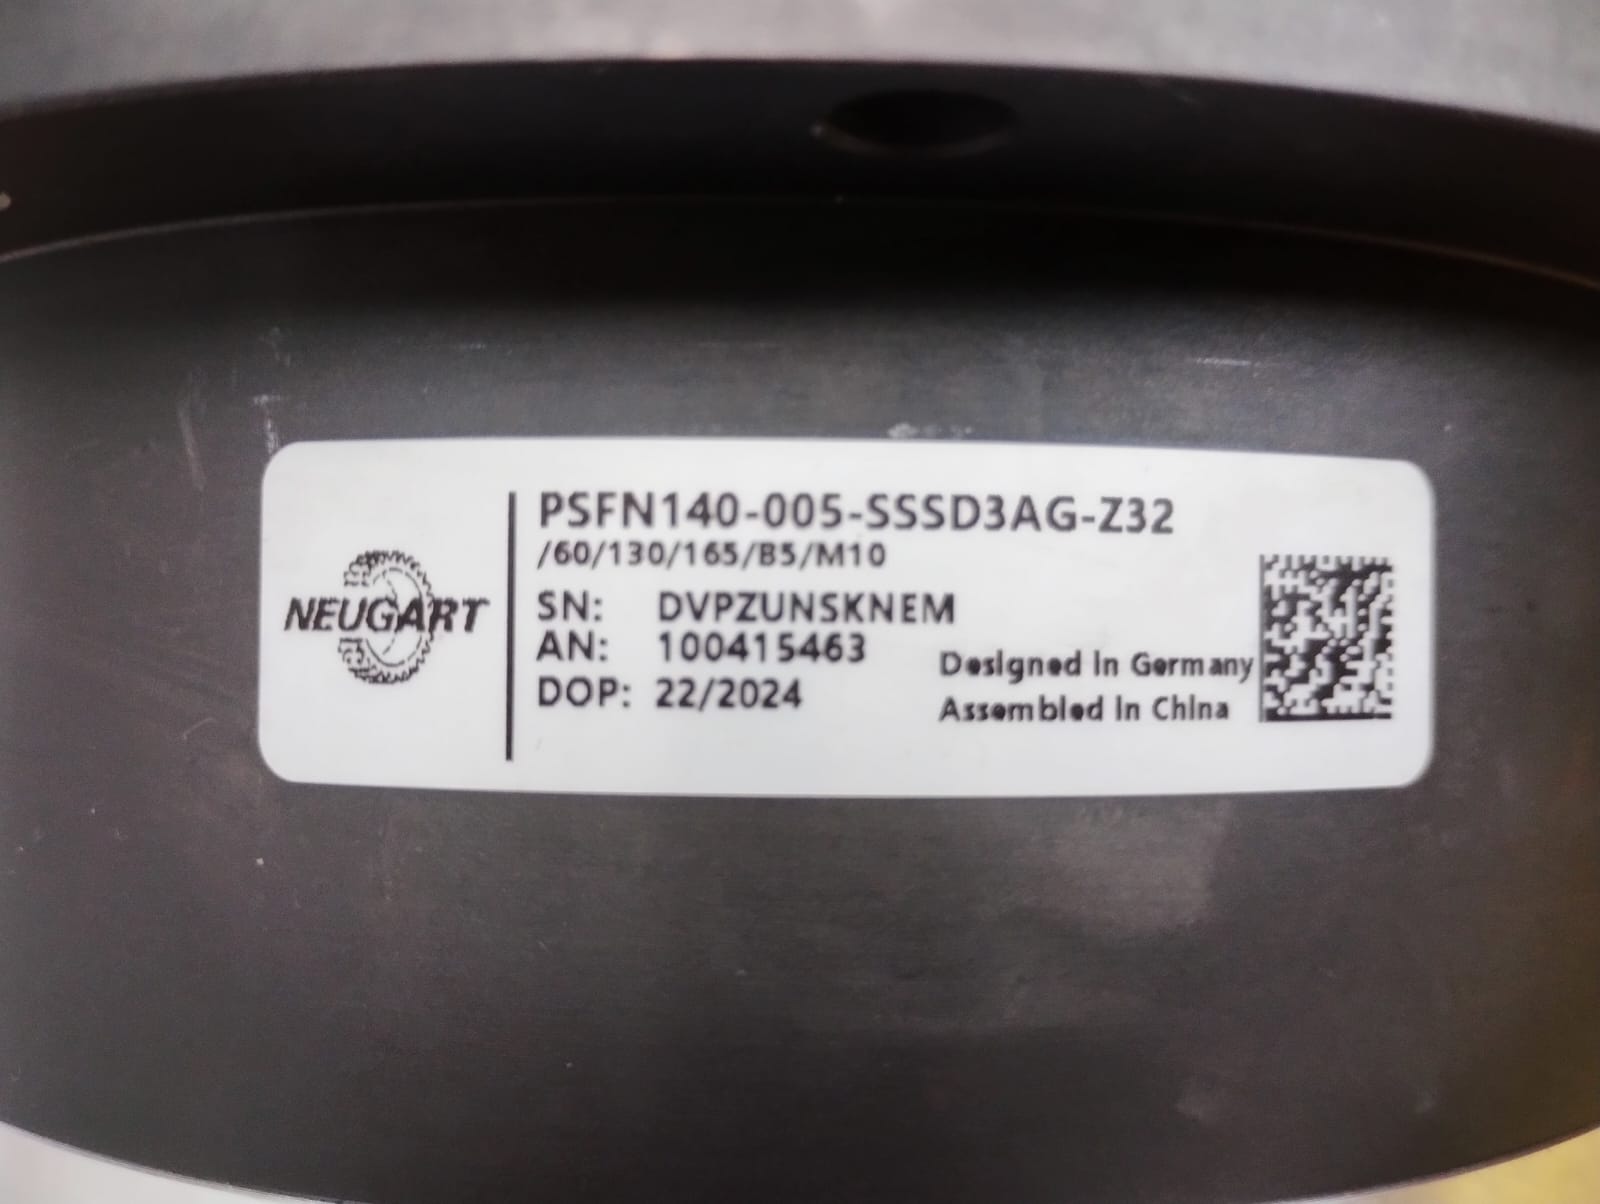 NEUGART
PSFN140-005-SSSD3AG-Z32
/60/130/165/B5/M10
SN: DVPZUNSKNEM
AN: 100415463
DOP: 22/2024
Designed in Germany
Assembled in China